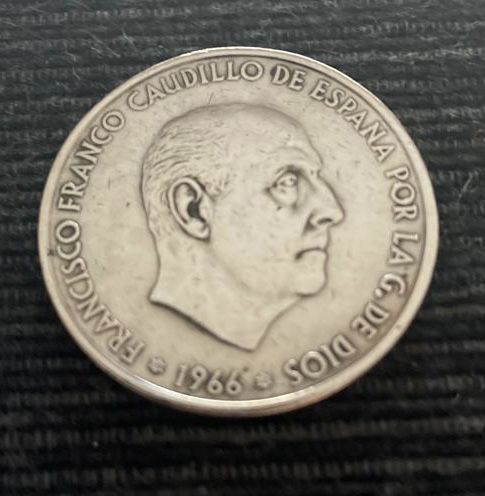 FRANCISCO FRANCO CAUDILLO DE ESPAÑA POR LA G. DE DIOS
* 1966 *